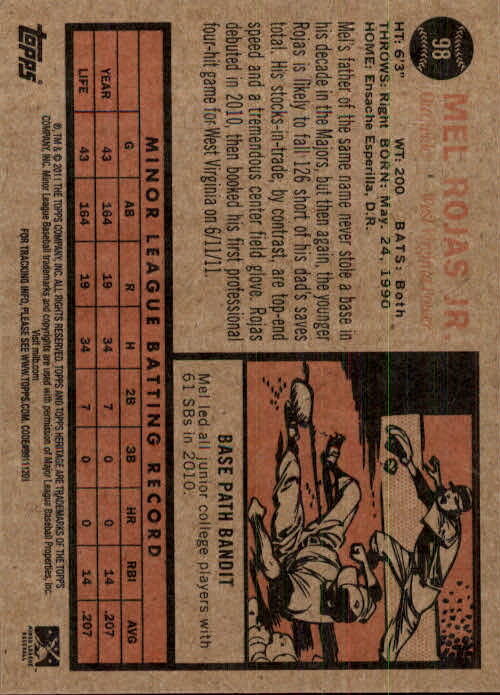 98
MEL ROJAS JR.
HT: 6'3" WT: 200 BATS: Both
THROWS: Right BORN: May. 24, 1990
HOME: Ensache Esperilla, D.R.
Mel's father of the same name never stole a base in
his decade in the Majors, but then again, the younger
Rojas is likely to fall 126 short of his dad's saves
total. His stocks-in-trade, by contrast, are top-end
speed and a tremendous center field glove. Rojas
debuted in 2010, then booked his first professional
four-hit game for West Virginia on 6/11/11.
BASE PATH BANDIT
Mel led all junior college players with
61 SBs in 2010.
MINOR LEAGUE BATTING RECORD
G AB R H 2B 3B HR RBI AVG
YEAR 43 164 19 34 7 0 0 14 .207
LIFE 43 164 19 34 7 0 0 14 .207
TOPPS
® TM & © 2011 THE TOPPS COMPANY, INC. ALL RIGHTS RESERVED. TOPPS AND TOPPS HERITAGE ARE TRADEMARKS OF THE TOPPS
COMPANY, INC. Minor League Baseball trademarks and copyrights are used with permission of Major League Baseball Properties, Inc.
Visit milb.com
FOR TRACKING INFO, PLEASE SEE WWW.TOPPS.COM. CODE#99111201
MINOR LEAGUE
BASEBALL